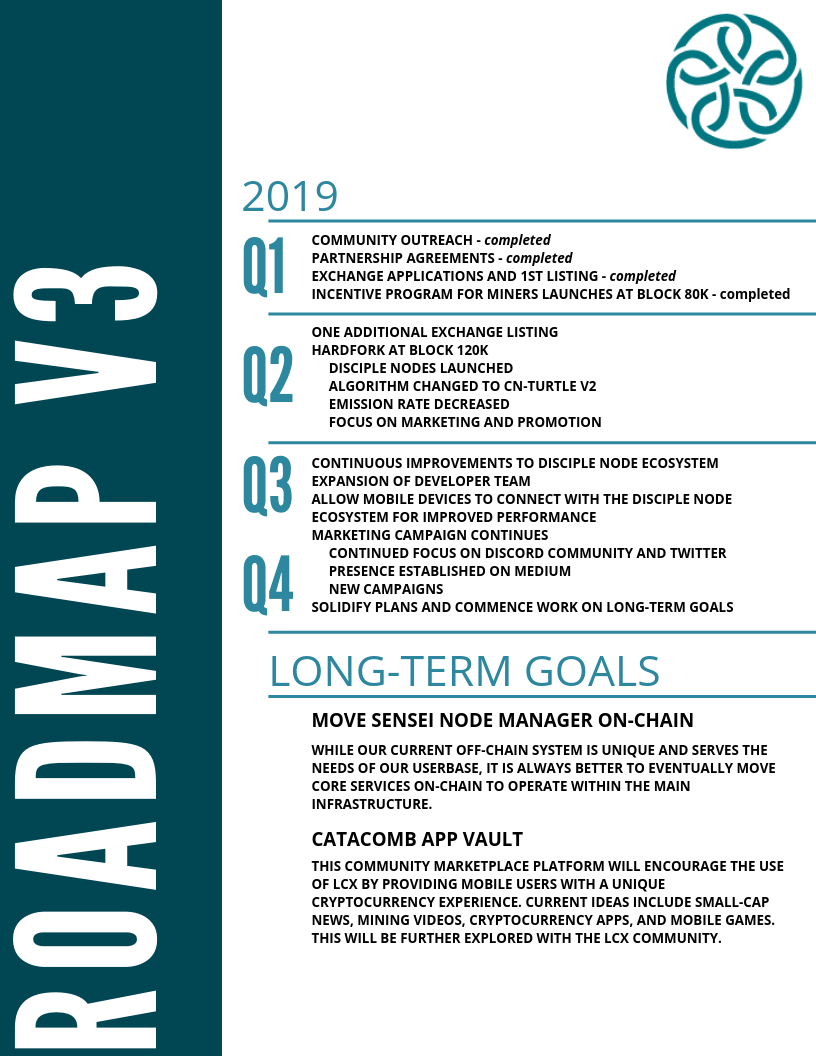 ROADMAP V3
2019
Q1
COMMUNITY OUTREACH - completed
PARTNERSHIP AGREEMENTS - completed
EXCHANGE APPLICATIONS AND 1ST LISTING - completed
INCENTIVE PROGRAM FOR MINERS LAUNCHES AT BLOCK 80K - completed
Q2
ONE ADDITIONAL EXCHANGE LISTING
HARDFORK AT BLOCK 120K
DISCIPLE NODES LAUNCHED
ALGORITHM CHANGED TO CN-TURTLE V2
EMISSION RATE DECREASED
FOCUS ON MARKETING AND PROMOTION
Q3
Q4
CONTINUOUS IMPROVEMENTS TO DISCIPLE NODE ECOSYSTEM
EXPANSION OF DEVELOPER TEAM
ALLOW MOBILE DEVICES TO CONNECT WITH THE DISCIPLE NODE
ECOSYSTEM FOR IMPROVED PERFORMANCE
MARKETING CAMPAIGN CONTINUES
CONTINUED FOCUS ON DISCORD COMMUNITY AND TWITTER
PRESENCE ESTABLISHED ON MEDIUM
NEW CAMPAIGNS
SOLIDIFY PLANS AND COMMENCE WORK ON LONG-TERM GOALS
LONG-TERM GOALS
MOVE SENSEI NODE MANAGER ON-CHAIN
WHILE OUR CURRENT OFF-CHAIN SYSTEM IS UNIQUE AND SERVES THE
NEEDS OF OUR USERBASE, IT IS ALWAYS BETTER TO EVENTUALLY MOVE
CORE SERVICES ON-CHAIN TO OPERATE WITHIN THE MAIN
INFRASTRUCTURE.
CATACOMB APP VAULT
THIS COMMUNITY MARKETPLACE PLATFORM WILL ENCOURAGE THE USE
OF LCX BY PROVIDING MOBILE USERS WITH A UNIQUE
CRYPTOCURRENCY EXPERIENCE. CURRENT IDEAS INCLUDE SMALL-CAP
NEWS, MINING VIDEOS, CRYPTOCURRENCY APPS, AND MOBILE GAMES.
THIS WILL BE FURTHER EXPLORED WITH THE LCX COMMUNITY.